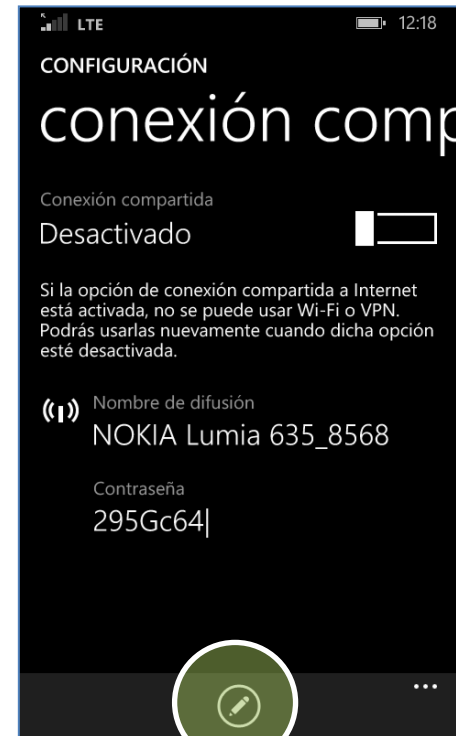 LTE 12:18
CONFIGURACIÓN
conexión comp
Conexión compartida
Desactivado
Si la opción de conexión compartida a Internet
está activada, no se puede usar Wi-Fi o VPN.
Podrás usarlas nuevamente cuando dicha opción
esté desactivada.
Nombre de difusión
NOKIA Lumia 635_8568
Contraseña
295Gc64|